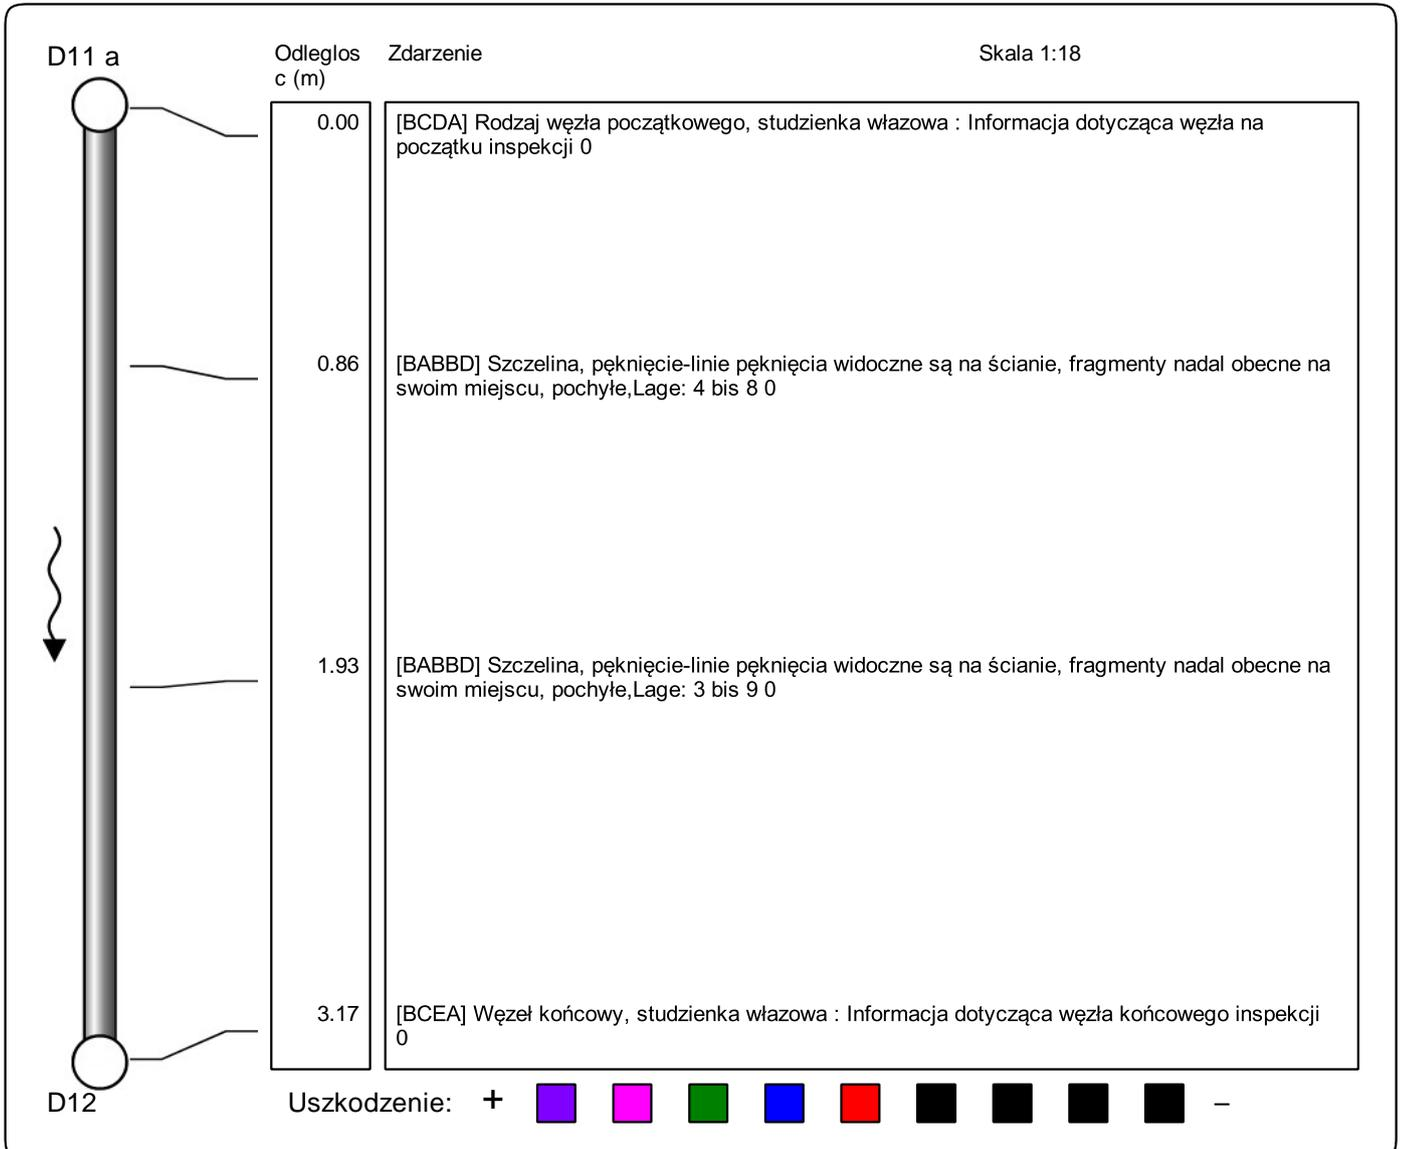 D11 a
Odleglos Zdarzenie Skala 1:18
c (m)
0.00 [BCDA] Rodzaj węzła początkowego, studzienka włazowa : Informacja dotycząca węzła na
początku inspekcji 0
0.86 [BABBD] Szczelina, pęknięcie-linie pęknięcia widoczne są na ścianie, fragmenty nadal obecne na
swoim miejscu, pochyłe,Lage: 4 bis 8 0
1.93 [BABBD] Szczelina, pęknięcie-linie pęknięcia widoczne są na ścianie, fragmenty nadal obecne na
swoim miejscu, pochyłe,Lage: 3 bis 9 0
3.17 [BCEA] Węzeł końcowy, studzienka włazowa : Informacja dotycząca węzła końcowego inspekcji
0
D12 Uszkodzenie: + –